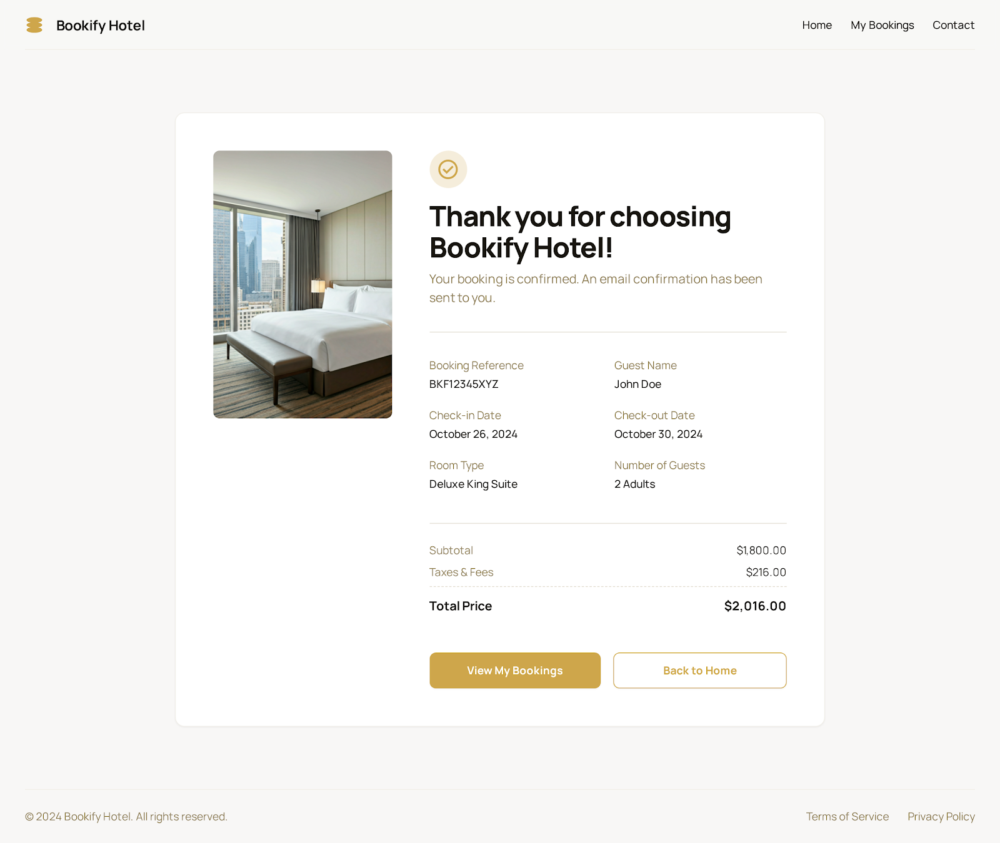 Bookify Hotel
Home
My Bookings
Contact
Thank you for choosing
Bookify Hotel!
Your booking is confirmed. An email confirmation has been
sent to you.
Booking Reference
BKF12345XYZ
Guest Name
John Doe
Check-in Date
October 26, 2024
Check-out Date
October 30, 2024
Room Type
Deluxe King Suite
Number of Guests
2 Adults
Subtotal
$1,800.00
Taxes & Fees
$216.00
Total Price
$2,016.00
View My Bookings
Back to Home
© 2024 Bookify Hotel. All rights reserved.
Terms of Service
Privacy Policy